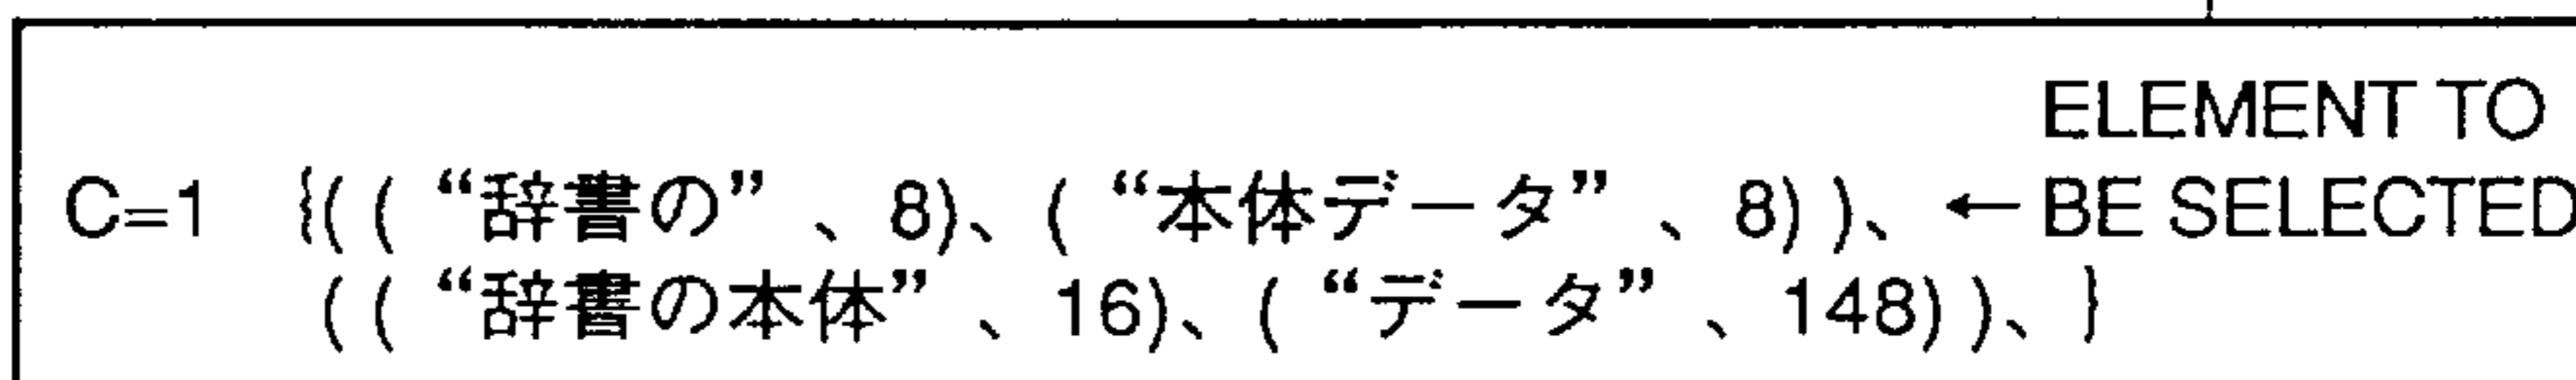 ELEMENT TO
C=1 {(( “辞書の” 、 8)、( “本体データ” 、 8) )、 ← BE SELECTED
(( “辞書の本体” 、 16)、( “データ” 、 148) )、 }